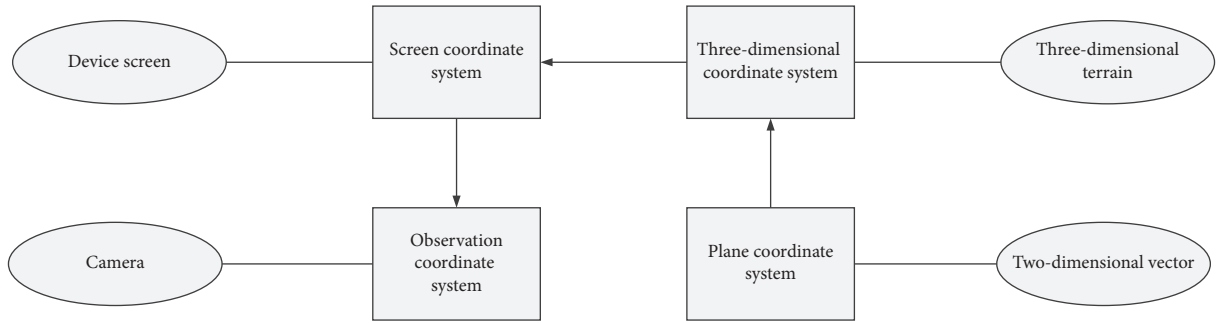 Device screen
Screen coordinate
system
Three-dimensional
coordinate system
Three-dimensional
terrain
Camera
Observation
coordinate
system
Plane coordinate
system
Two-dimensional vector